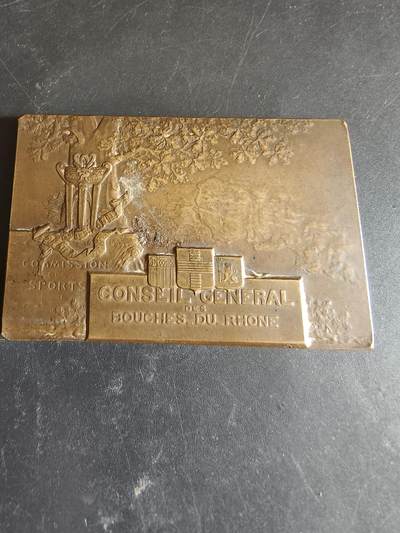 COMMISSION
SPORTS
CONSEIL GENERAL
DES
BOUCHES DU RHONE